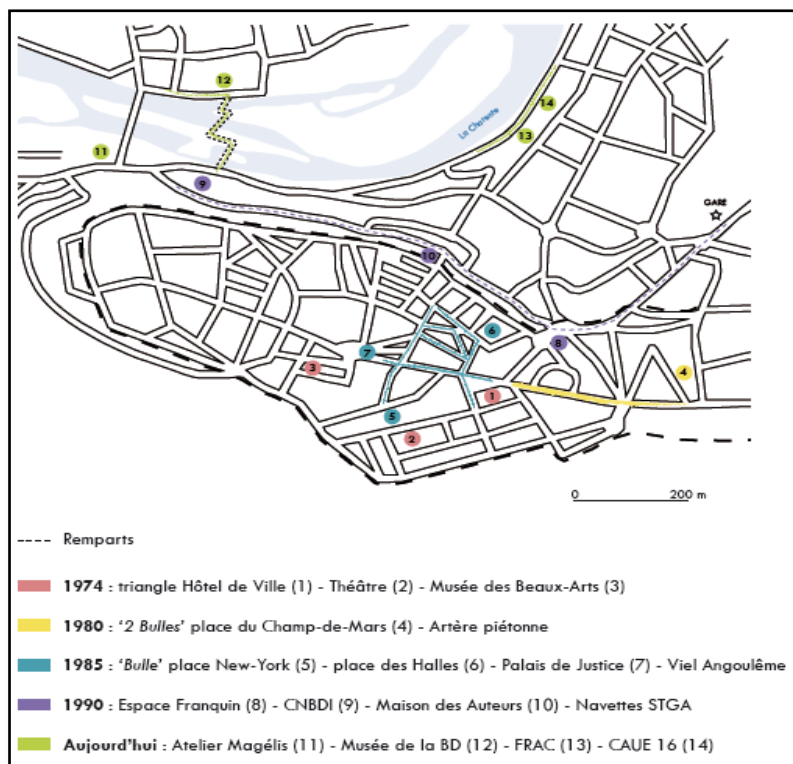 12
14
La Charente
13
11
9
GARE
10
6
8
7
3
4
1
5
2
0 200 m
Remparts
1974 : triangle Hôtel de Ville (1) - Théâtre (2) - Musée des Beaux-Arts (3)
1980 : '2 Bulles' place du Champ-de-Mars (4) - Artère piétonne
1985 : 'Bulle' place New-York (5) - place des Halles (6) - Palais de Justice (7) - Viel Angoulême
1990 : Espace Franquin (8) - CNBDI (9) - Maison des Auteurs (10) - Navettes STGA
Aujourd'hui : Atelier Magélis (11) - Musée de la BD (12) - FRAC (13) - CAUE 16 (14)